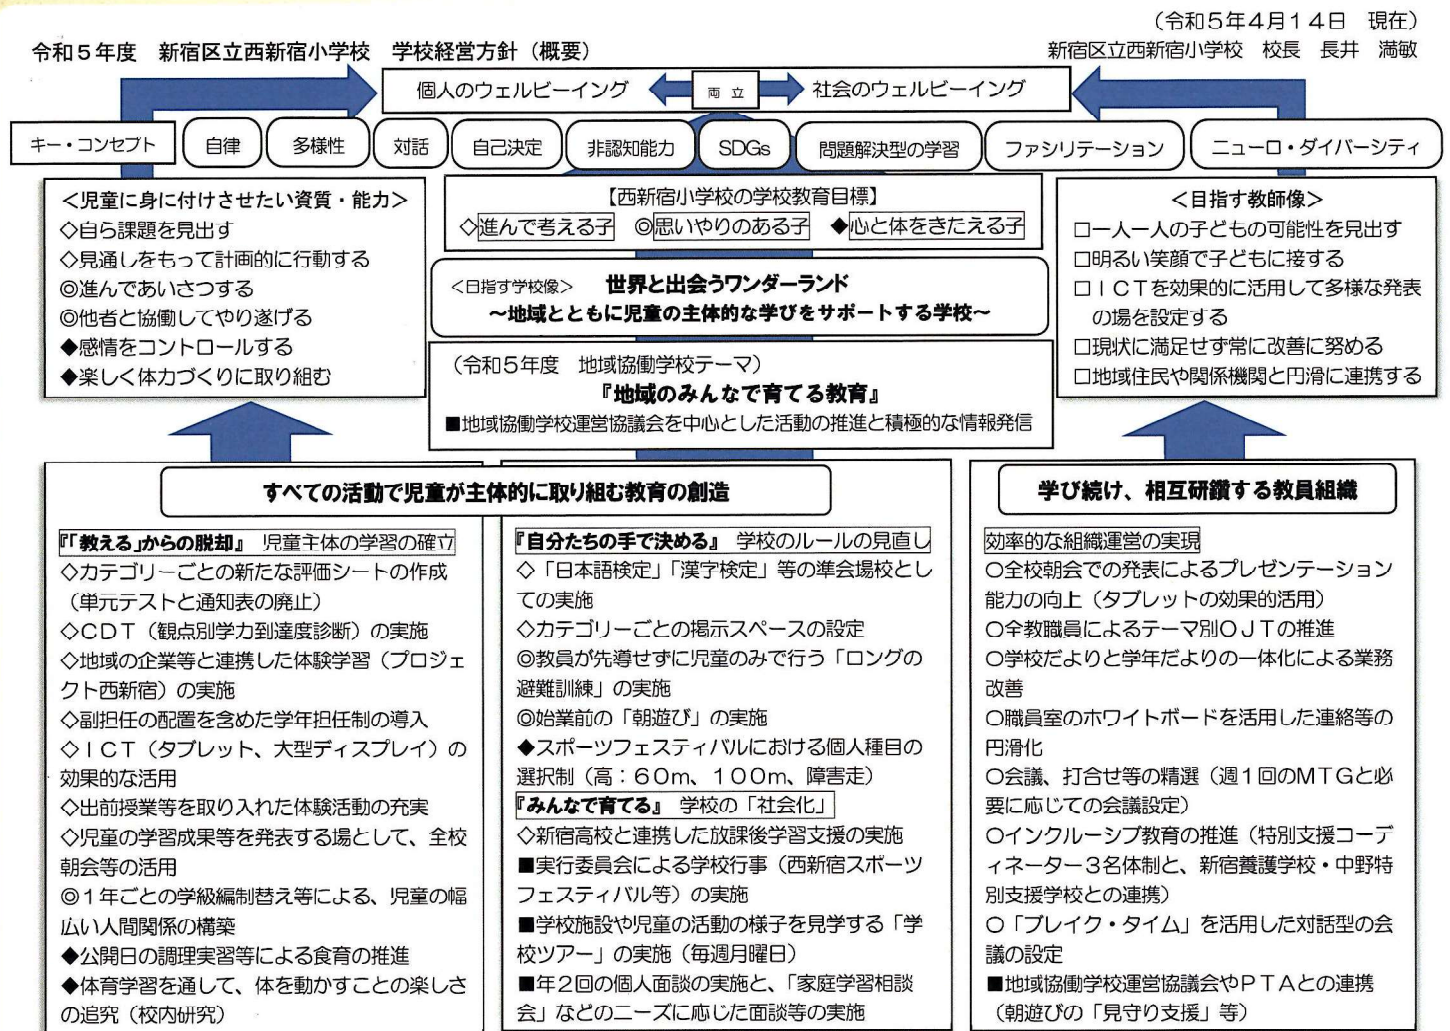 （令和５年４月１４日　現在）
令和５年度　新宿区立西新宿小学校　学校経営方針（概要）
新宿区立西新宿小学校　校長　長井　満敏
個人のウェルビーイング
両 立
社会のウェルビーイング
キー・コンセプト
自律
多様性
対話
自己決定
非認知能力
SDGs
問題解決型の学習
ファシリテーション
ニューロ・ダイバーシティ
＜児童に身に付けさせたい資質・能力＞
◇自ら課題を見出す
◇見通しをもって計画的に行動する
◎進んであいさつする
◎他者と協働してやり遂げる
◆感情をコントロールする
◆楽しく体力づくりに取り組む
【西新宿小学校の学校教育目標】
◇進んで考える子　◎思いやりのある子　◆心と体をきたえる子
＜目指す学校像＞　世界と出会うワンダーランド
～地域とともに児童の主体的な学びをサポートする学校～
（令和５年度　地域協働学校テーマ）
『地域のみんなで育てる教育』
■地域協働学校運営協議会を中心とした活動の推進と積極的な情報発信
＜目指す教師像＞
□一人一人の子どもの可能性を見出す
□明るい笑顔で子どもに接する
□ＩＣＴを効果的に活用して多様な発表
の場を設定する
□現状に満足せず常に改善に努める
□地域住民や関係機関と円滑に連携する
すべての活動で児童が主体的に取り組む教育の創造
『「教える」からの脱却』　児童主体の学習の確立
◇カテゴリーごとの新たな評価シートの作成
（単元テストと通知表の廃止）
◇ＣＤＴ（観点別学力到達度診断）の実施
◇地域の企業等と連携した体験学習（プロジェ
クト西新宿）の実施
◇副担任の配置を含めた学年担任制の導入
◇ＩＣＴ（タブレット、大型ディスプレイ）の
効果的な活用
◇出前授業等を取り入れた体験活動の充実
◇児童の学習成果等を発表する場として、全校
朝会等の活用
◎１年ごとの学級編制替え等による、児童の幅
広い人間関係の構築
◆公開日の調理実習等による食育の推進
◆体育学習を通して、体を動かすことの楽しさ
の追究（校内研究）
『自分たちの手で決める』　学校のルールの見直し
◇「日本語検定」「漢字検定」等の準会場校とし
ての実施
◇カテゴリーごとの掲示スペースの設定
◎教員が先導せずに児童のみで行う「ロングの
避難訓練」の実施
◎始業前の「朝遊び」の実施
◆スポーツフェスティバルにおける個人種目の
選択制（高：６０ｍ、１００ｍ、障害走）
『みんなで育てる』　学校の「社会化」
◇新宿高校と連携した放課後学習支援の実施
■実行委員会による学校行事（西新宿スポーツ
フェスティバル等）の実施
■学校施設や児童の活動の様子を見学する「学
校ツアー」の実施（毎週月曜日）
■年２回の個人面談の実施と、「家庭学習相談
会」などのニーズに応じた面談等の実施
学び続け、相互研鑽する教員組織
効率的な組織運営の実現
○全校朝会での発表によるプレゼンテーション
能力の向上（タブレットの効果的活用）
○全教職員によるテーマ別ＯＪＴの推進
○学校だよりと学年だよりの一体化による業務
改善
○職員室のホワイトボードを活用した連絡等の
円滑化
○会議、打合せ等の精選（週１回のＭＴＧと必
要に応じての会議設定）
○インクルーシブ教育の推進（特別支援コーデ
ィネーター３名体制と、新宿養護学校・中野特
別支援学校との連携）
○「ブレイク・タイム」を活用した対話型の会
議の設定
■地域協働学校運営協議会やＰＴＡとの連携
（朝遊びの「見守り支援」等）